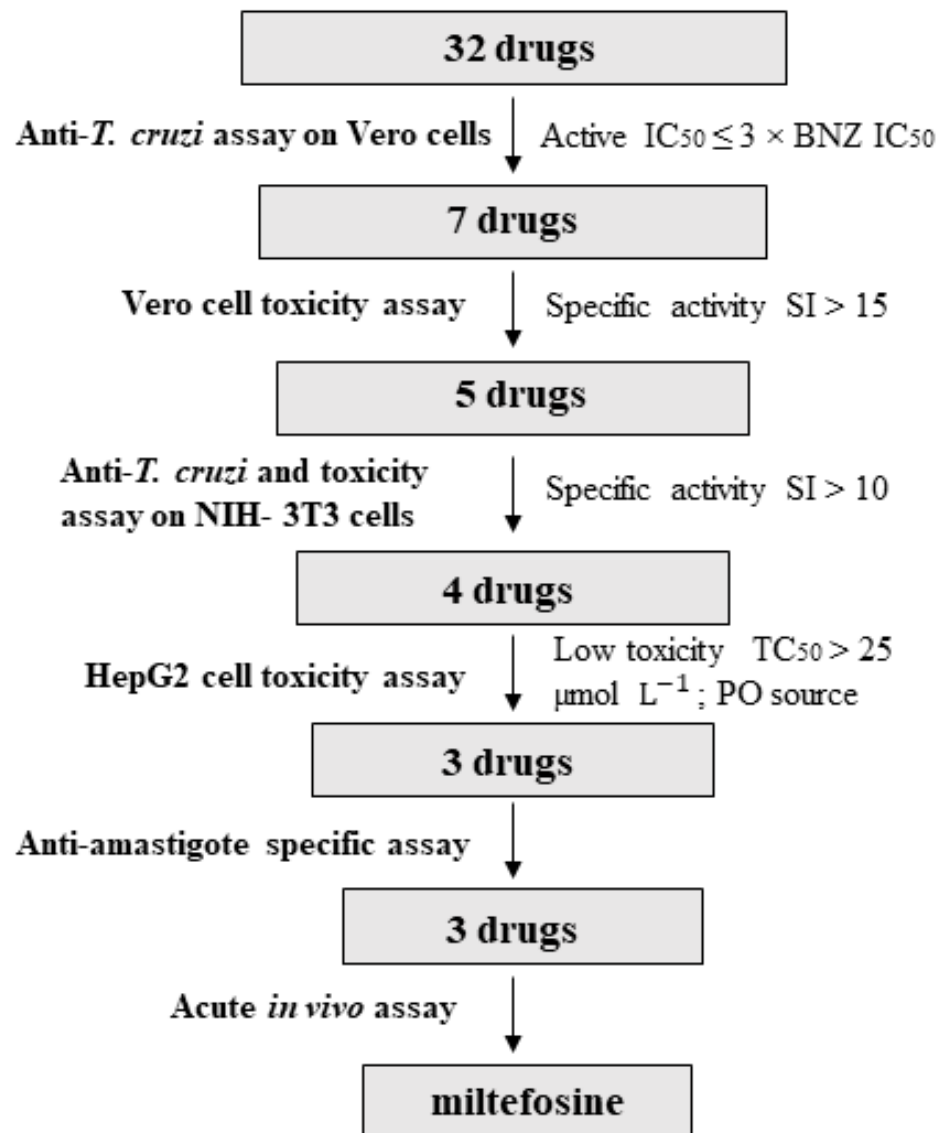 32 drugs
Anti-T. cruzi assay on Vero cells
Active IC50 ≤ 3 × BNZ IC50
7 drugs
Vero cell toxicity assay
Specific activity SI > 15
5 drugs
Anti-T. cruzi and toxicity
assay on NIH- 3T3 cells
Specific activity SI > 10
4 drugs
HepG2 cell toxicity assay
Low toxicity TC50 > 25
μmol L⁻¹ ; PO source
3 drugs
Anti-amastigote specific assay
3 drugs
Acute in vivo assay
miltefosine